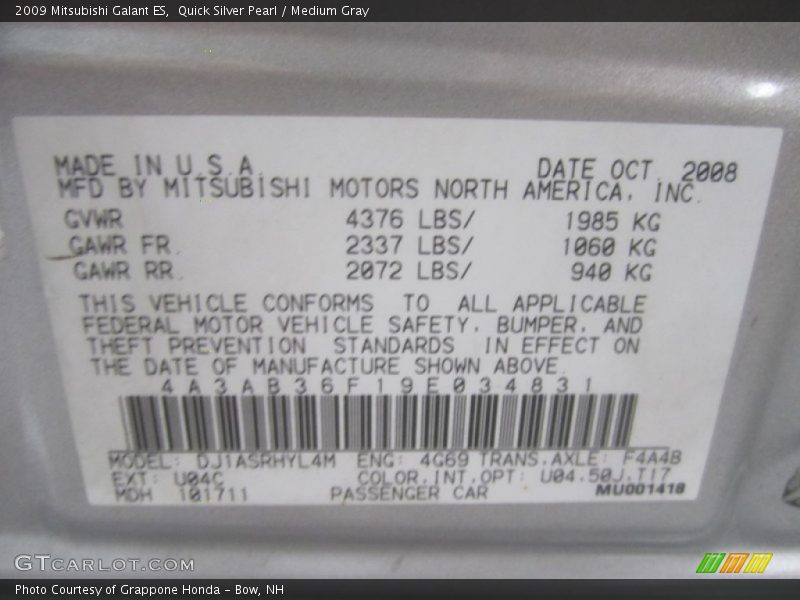 2009 Mitsubishi Galant ES, Quick Silver Pearl / Medium Gray
MADE IN U.S.A. DATE OCT. 2008
MFD BY MITSUBISHI MOTORS NORTH AMERICA, INC.
GVWR 4376 LBS/ 1985 KG
GAWR FR. 2337 LBS/ 1060 KG
GAWR RR. 2072 LBS/ 940 KG
THIS VEHICLE CONFORMS TO ALL APPLICABLE
FEDERAL MOTOR VEHICLE SAFETY, BUMPER, AND
THEFT PREVENTION STANDARDS IN EFFECT ON
THE DATE OF MANUFACTURE SHOWN ABOVE.
4A3AB36F19E034831
MODEL: DJ1ASRHYL4M ENG: 4G69 TRANS.AXLE: F4A4B
EXT: U04C COLOR.INT.OPT: U04.50J.T17
MDH 101711 PASSENGER CAR MU001418
GTCARLOT.COM
Photo Courtesy of Grappone Honda - Bow, NH